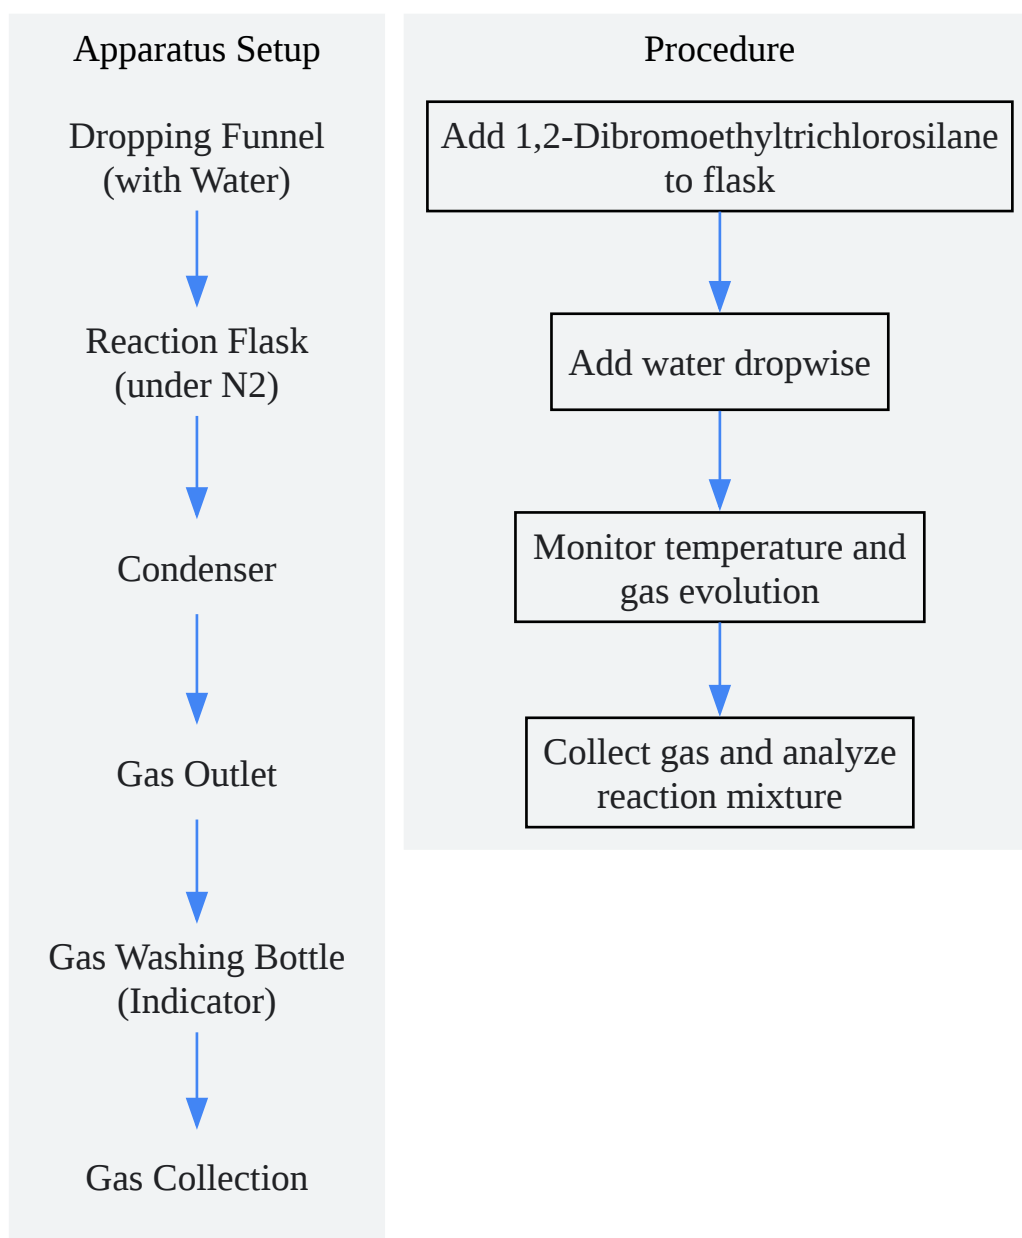 Apparatus Setup
Dropping Funnel
(with Water)
Reaction Flask
(under N2)
Condenser
Gas Outlet
Gas Washing Bottle
(Indicator)
Gas Collection
Procedure
Add 1,2-Dibromoethyltrichlorosilane
to flask
Add water dropwise
Monitor temperature and
gas evolution
Collect gas and analyze
reaction mixture